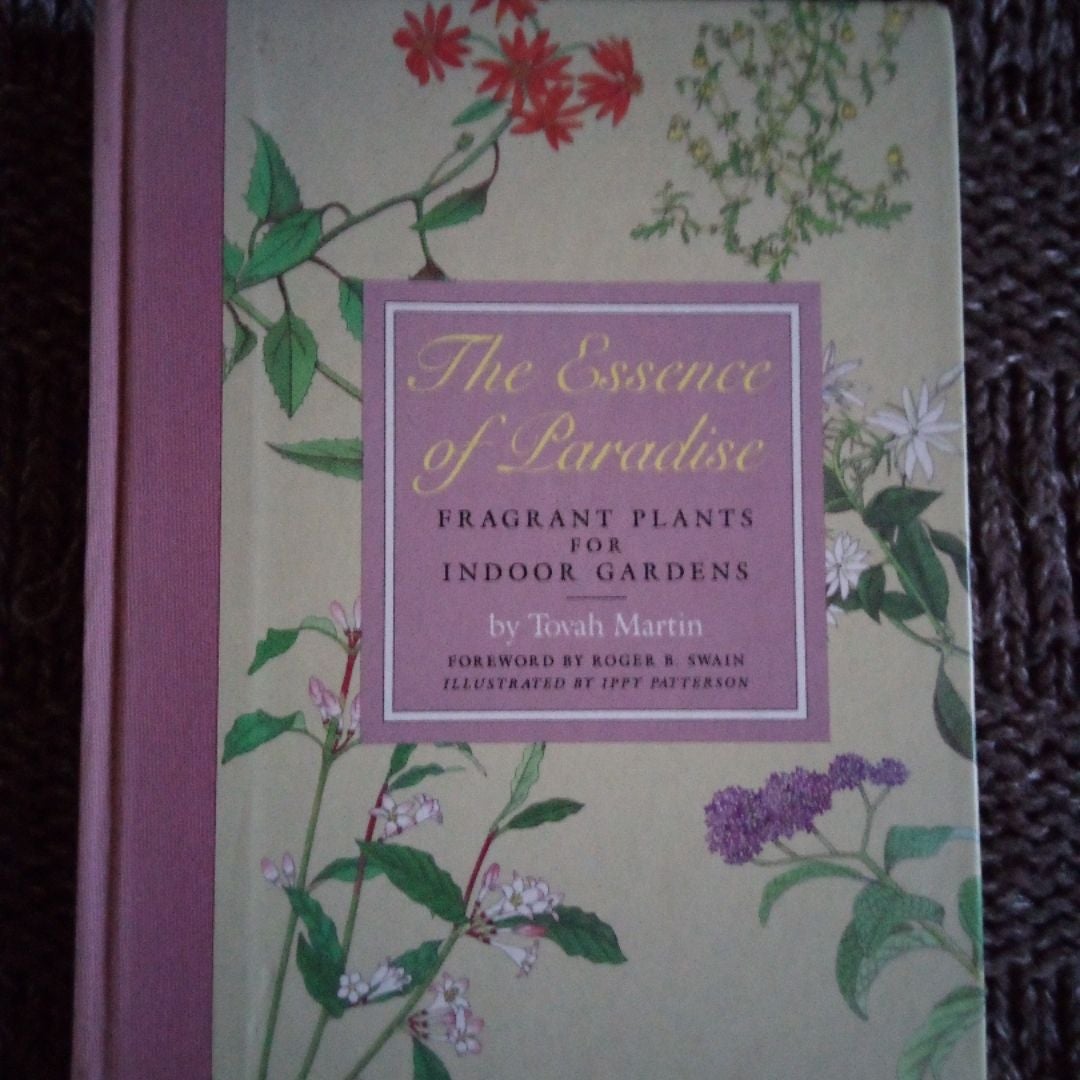 The Essence
of Paradise
FRAGRANT PLANTS
FOR
INDOOR GARDENS
by Tovah Martin
FOREWORD BY ROGER B. SWAIN
ILLUSTRATED BY IPPY PATTERSON